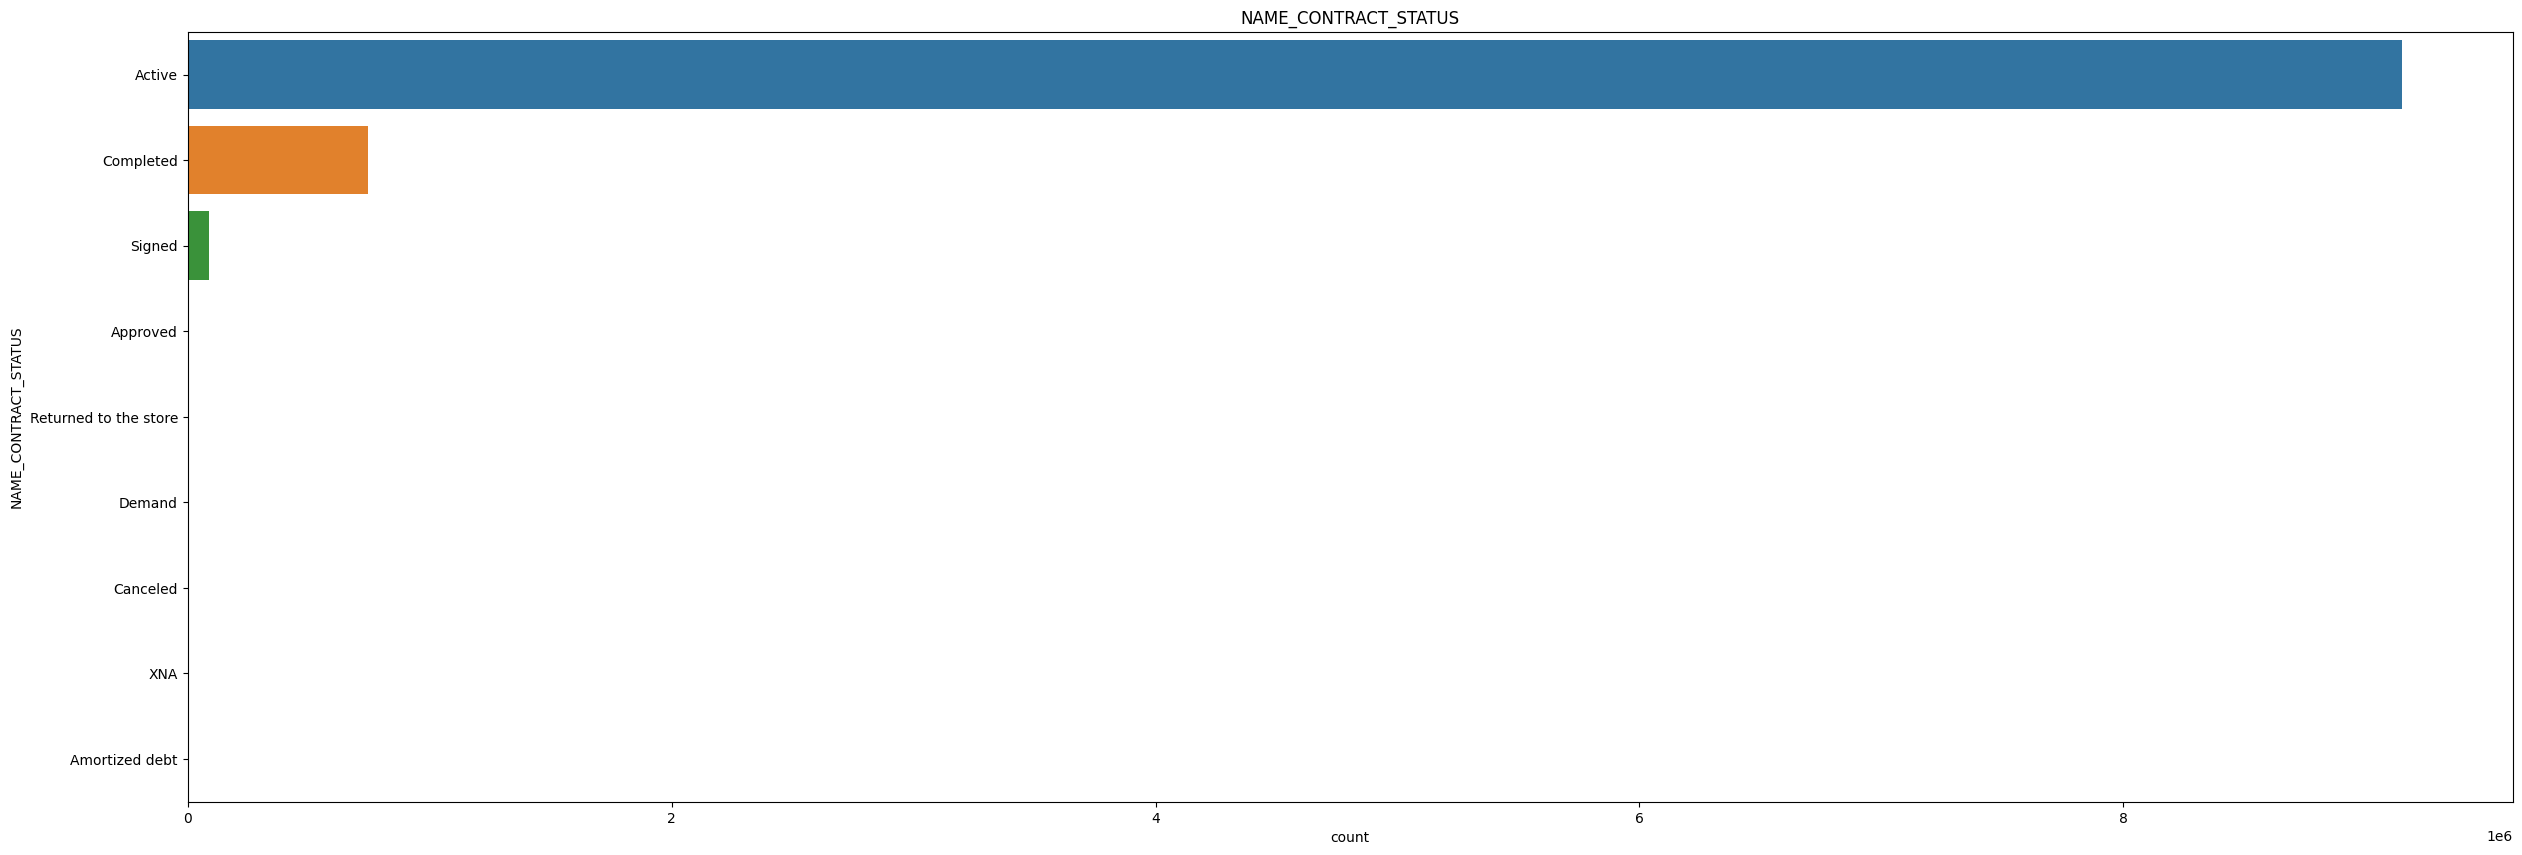 NAME_CONTRACT_STATUS
Active
Completed
Signed
Approved
Returned to the store
Demand
Canceled
XNA
Amortized debt
NAME_CONTRACT_STATUS
0 2 4 6 8
count
1e6